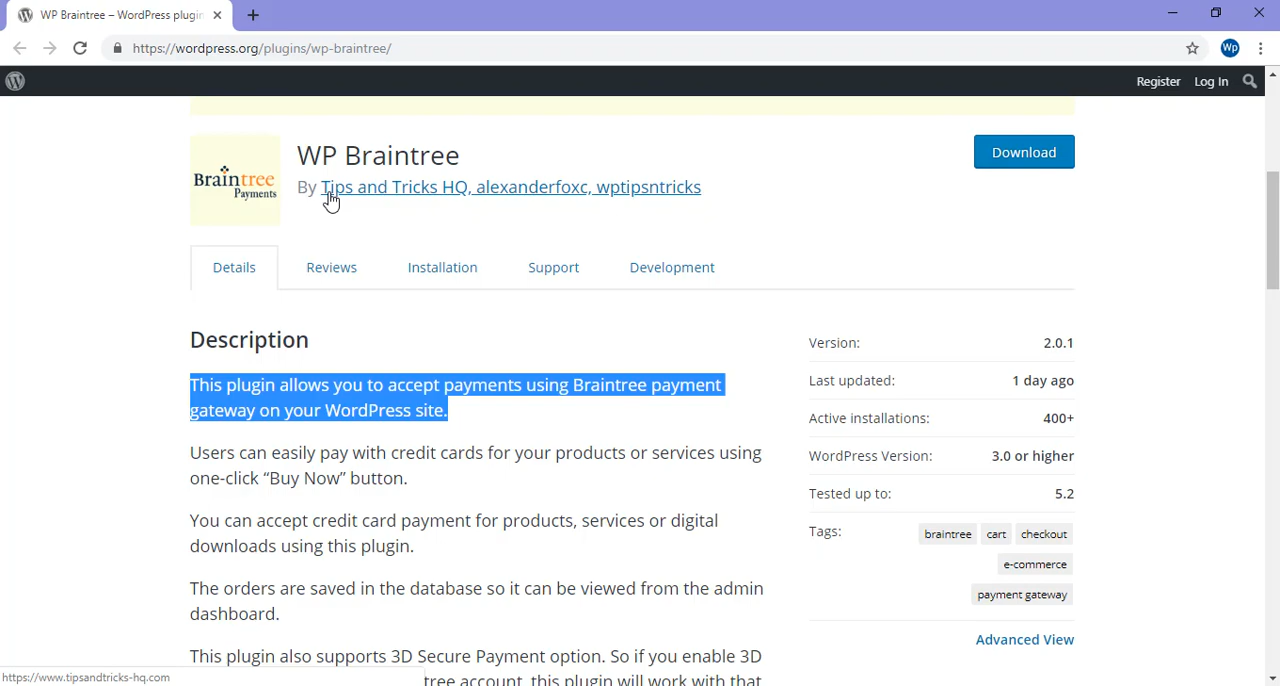 WP Braintree – WordPress plugin
https://wordpress.org/plugins/wp-braintree/
Wp
Register Log In
Braintree
Payments
WP Braintree
By Tips and Tricks HQ, alexanderfoxc, wptipsntricks
Download
Details Reviews Installation Support Development
Description
This plugin allows you to accept payments using Braintree payment
gateway on your WordPress site.
Users can easily pay with credit cards for your products or services using
one-click “Buy Now” button.
You can accept credit card payment for products, services or digital
downloads using this plugin.
The orders are saved in the database so it can be viewed from the admin
dashboard.
This plugin also supports 3D Secure Payment option. So if you enable 3D
tree account, this plugin will work with that
Version: 2.0.1
Last updated: 1 day ago
Active installations: 400+
WordPress Version: 3.0 or higher
Tested up to: 5.2
Tags: braintree cart checkout
e-commerce
payment gateway
Advanced View
https://www.tipsandtricks-hq.com